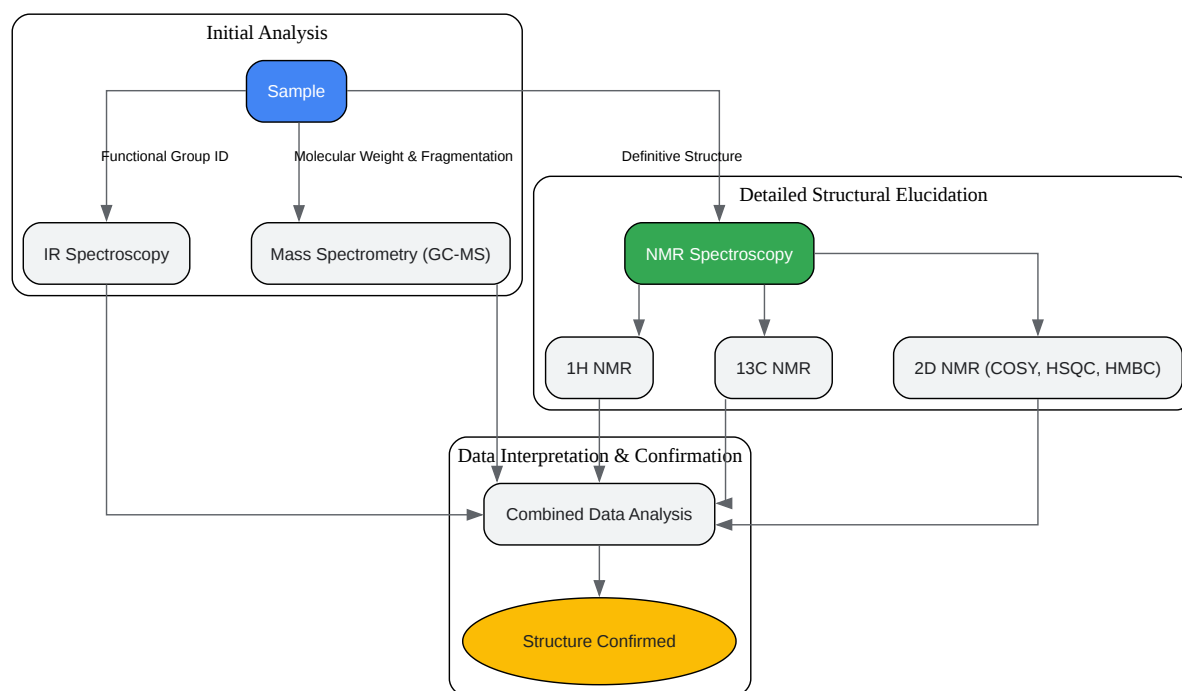 Initial Analysis
Sample
Functional Group ID
Molecular Weight & Fragmentation
Definitive Structure
Detailed Structural Elucidation
IR Spectroscopy
Mass Spectrometry (GC-MS)
NMR Spectroscopy
1H NMR
13C NMR
2D NMR (COSY, HSQC, HMBC)
Data Interpretation & Confirmation
Combined Data Analysis
Structure Confirmed